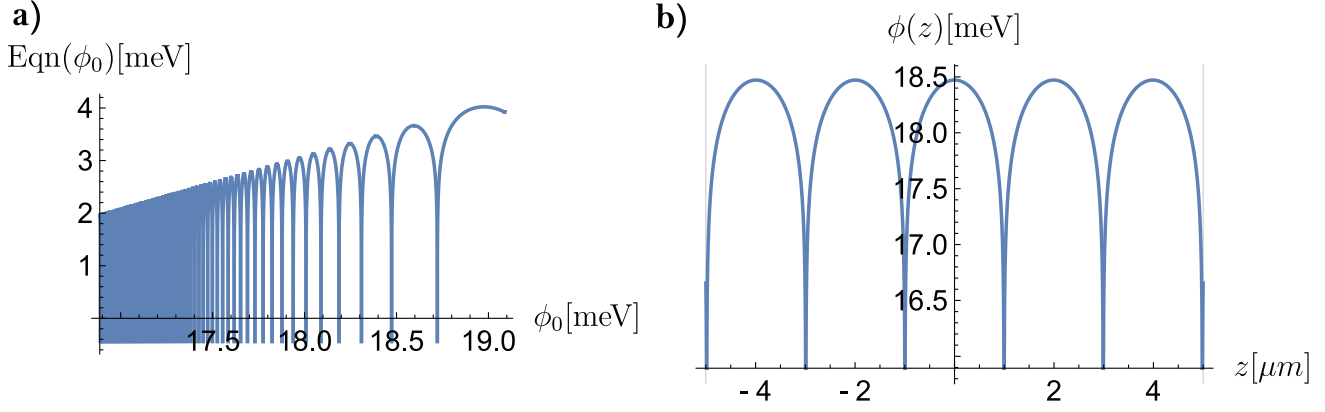 a)
Eqn(ϕ₀)[meV]
4
3
2
1
17.5 18.0 18.5 19.0
ϕ₀[meV]
b)
ϕ(z)[meV]
18.5
18.0
17.5
17.0
16.5
-4 -2 2 4
z[μm]